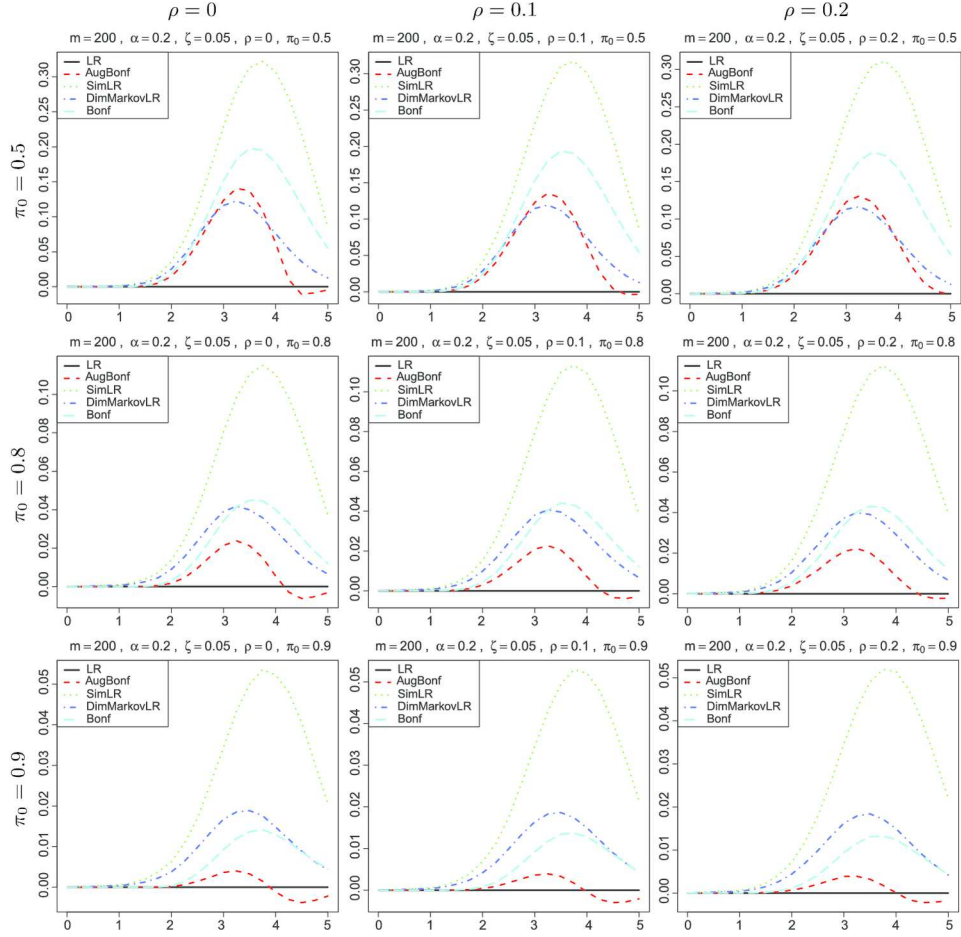 ρ = 0
ρ = 0.1
ρ = 0.2
π₀ = 0.5
m = 200 , α = 0.2 , ζ = 0.05 , ρ = 0 , π₀ = 0.5
LR
AugBonf
SimLR
DimMarkovLR
Bonf
0.00 0.05 0.10 0.15 0.20 0.25 0.30
0 1 2 3 4 5
m = 200 , α = 0.2 , ζ = 0.05 , ρ = 0.1 , π₀ = 0.5
LR
AugBonf
SimLR
DimMarkovLR
Bonf
0.00 0.05 0.10 0.15 0.20 0.25 0.30
0 1 2 3 4 5
m = 200 , α = 0.2 , ζ = 0.05 , ρ = 0.2 , π₀ = 0.5
LR
AugBonf
SimLR
DimMarkovLR
Bonf
0.00 0.05 0.10 0.15 0.20 0.25 0.30
0 1 2 3 4 5
π₀ = 0.8
m = 200 , α = 0.2 , ζ = 0.05 , ρ = 0 , π₀ = 0.8
LR
AugBonf
SimLR
DimMarkovLR
Bonf
0.00 0.02 0.04 0.06 0.08 0.10
0 1 2 3 4 5
m = 200 , α = 0.2 , ζ = 0.05 , ρ = 0.1 , π₀ = 0.8
LR
AugBonf
SimLR
DimMarkovLR
Bonf
0.00 0.02 0.04 0.06 0.08 0.10
0 1 2 3 4 5
m = 200 , α = 0.2 , ζ = 0.05 , ρ = 0.2 , π₀ = 0.8
LR
AugBonf
SimLR
DimMarkovLR
Bonf
0.00 0.02 0.04 0.06 0.08 0.10
0 1 2 3 4 5
π₀ = 0.9
m = 200 , α = 0.2 , ζ = 0.05 , ρ = 0 , π₀ = 0.9
LR
AugBonf
SimLR
DimMarkovLR
Bonf
0.00 0.01 0.02 0.03 0.04 0.05
0 1 2 3 4 5
m = 200 , α = 0.2 , ζ = 0.05 , ρ = 0.1 , π₀ = 0.9
LR
AugBonf
SimLR
DimMarkovLR
Bonf
0.00 0.01 0.02 0.03 0.04 0.05
0 1 2 3 4 5
m = 200 , α = 0.2 , ζ = 0.05 , ρ = 0.2 , π₀ = 0.9
LR
AugBonf
SimLR
DimMarkovLR
Bonf
0.00 0.01 0.02 0.03 0.04 0.05
0 1 2 3 4 5